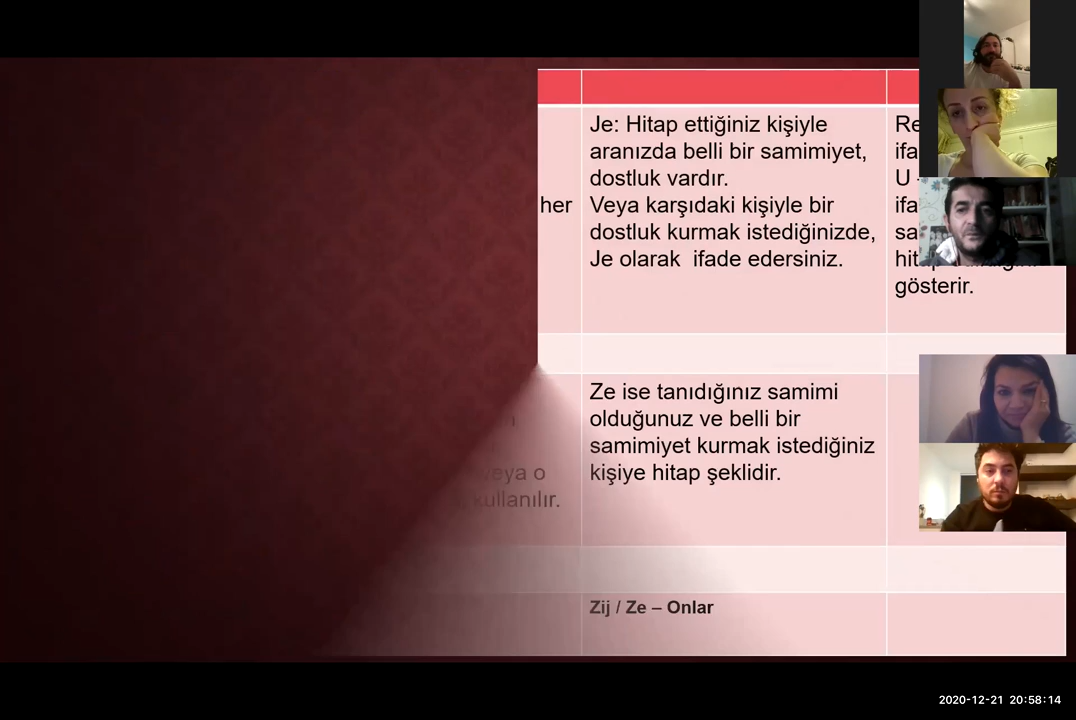 her
veya o
kullanılır.
Je: Hitap ettiğiniz kişiyle
aranızda belli bir samimiyet,
dostluk vardır.
Veya karşıdaki kişiyle bir
dostluk kurmak istediğinizde,
Je olarak ifade edersiniz.
Ze ise tanıdığınız samimi
olduğunuz ve belli bir
samimiyet kurmak istediğiniz
kişiye hitap şeklidir.
Zij / Ze – Onlar
U
gösterir.
2020-12-21 20:58:14